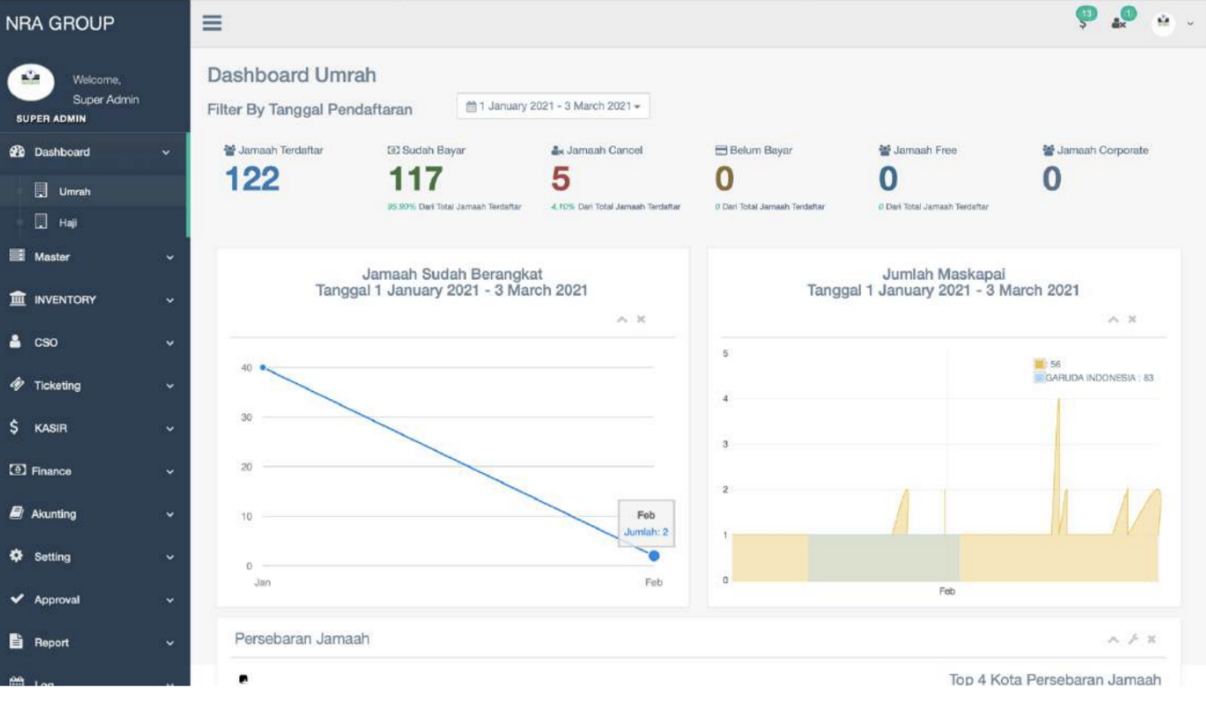 NRA GROUP
13
1
Welcome,
Super Admin
SUPER ADMIN
Dashboard
Umrah
Haji
Master
INVENTORY
CSO
Ticketing
KASIR
Finance
Akunting
Setting
Approval
Report
Log
Dashboard Umrah
Filter By Tanggal Pendaftaran
1 January 2021 - 3 March 2021
Jamaah Terdaftar
122
Sudah Bayar
117
95.90% Dari Total Jamaah Terdaftar
Jamaah Cancel
5
4.10% Dari Total Jamaah Terdaftar
Belum Bayar
0
0 Dari Total Jamaah Terdaftar
Jamaah Free
0
0 Dari Total Jamaah Terdaftar
Jamaah Corporate
0
Jamaah Sudah Berangkat
Tanggal 1 January 2021 - 3 March 2021
40
30
20
10
0
Jan
Feb
Feb
Jumlah: 2
Jumlah Maskapai
Tanggal 1 January 2021 - 3 March 2021
5
4
3
2
1
0
: 56
GARUDA INDONESIA : 83
Feb
Persebaran Jamaah
Top 4 Kota Persebaran Jamaah